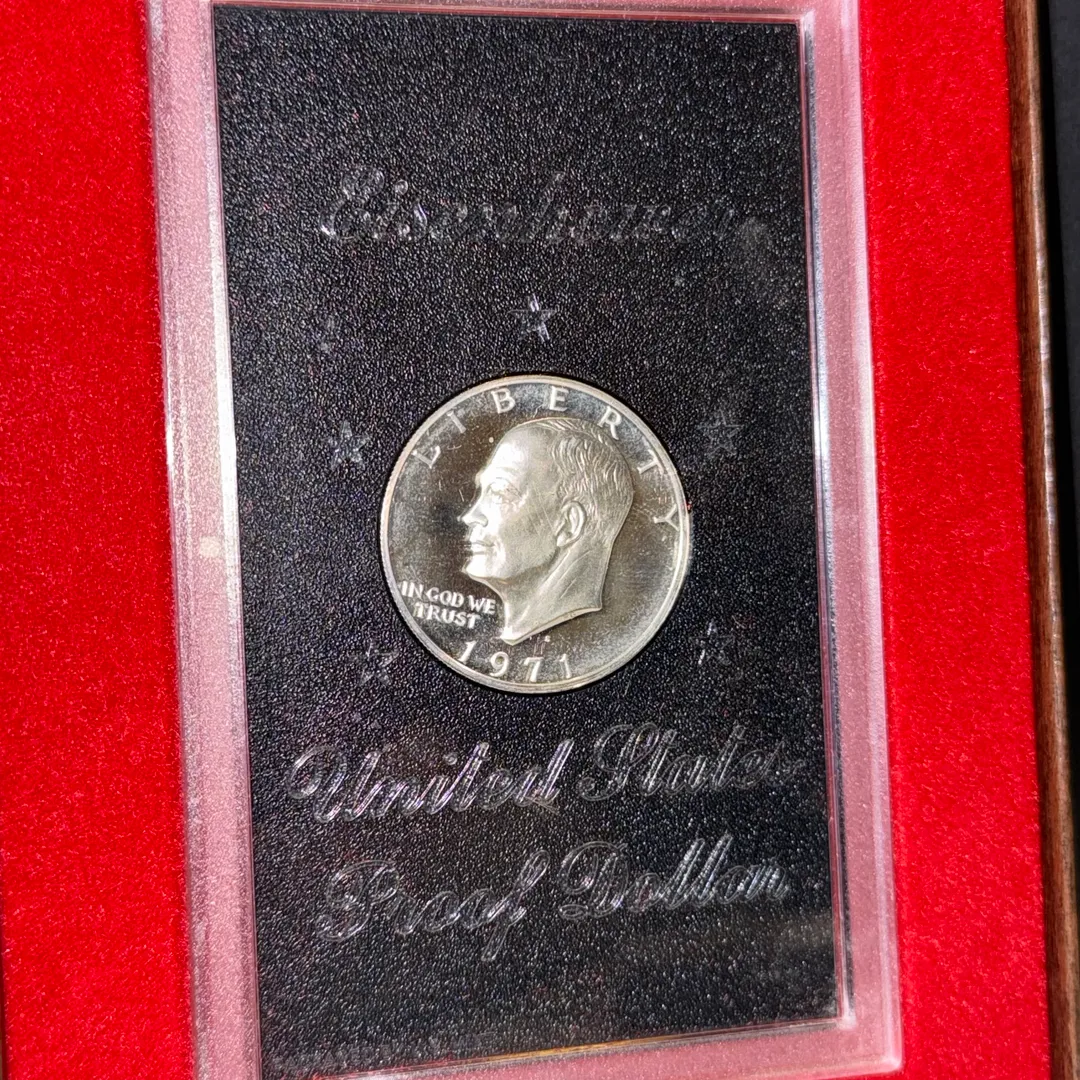 Eisenhower
LIBERTY
IN GOD WE
TRUST
1971
United States
Proof Dollar